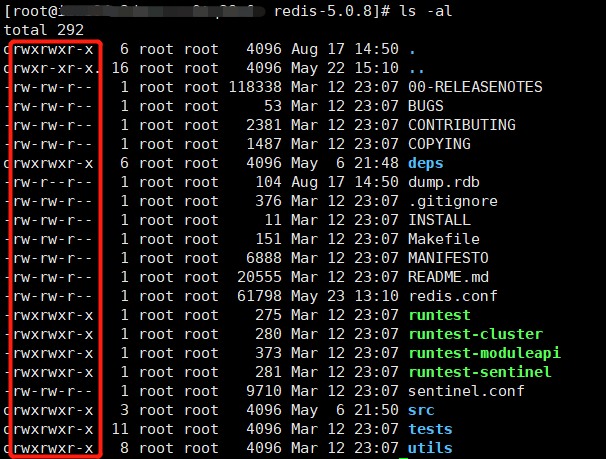 [root@ redis-5.0.8]# ls -al
total 292
drwxrwxr-x 6 root root 4096 Aug 17 14:50 .
drwxr-xr-x. 16 root root 4096 May 22 15:10 ..
-rw-rw-r-- 1 root root 118338 Mar 12 23:07 00-RELEASENOTES
-rw-rw-r-- 1 root root 53 Mar 12 23:07 BUGS
-rw-rw-r-- 1 root root 2381 Mar 12 23:07 CONTRIBUTING
-rw-rw-r-- 1 root root 1487 Mar 12 23:07 COPYING
drwxrwxr-x 6 root root 4096 May 6 21:48 deps
-rw-r--r-- 1 root root 104 Aug 17 14:50 dump.rdb
-rw-rw-r-- 1 root root 376 Mar 12 23:07 .gitignore
-rw-rw-r-- 1 root root 11 Mar 12 23:07 INSTALL
-rw-rw-r-- 1 root root 151 Mar 12 23:07 Makefile
-rw-rw-r-- 1 root root 6888 Mar 12 23:07 MANIFESTO
-rw-rw-r-- 1 root root 20555 Mar 12 23:07 README.md
-rw-rw-r-- 1 root root 61798 May 23 13:10 redis.conf
-rwxrwxr-x 1 root root 275 Mar 12 23:07 runtest
-rwxrwxr-x 1 root root 280 Mar 12 23:07 runtest-cluster
-rwxrwxr-x 1 root root 373 Mar 12 23:07 runtest-moduleapi
-rwxrwxr-x 1 root root 281 Mar 12 23:07 runtest-sentinel
-rw-rw-r-- 1 root root 9710 Mar 12 23:07 sentinel.conf
drwxrwxr-x 3 root root 4096 May 6 21:50 src
drwxrwxr-x 11 root root 4096 Mar 12 23:07 tests
drwxrwxr-x 8 root root 4096 Mar 12 23:07 utils